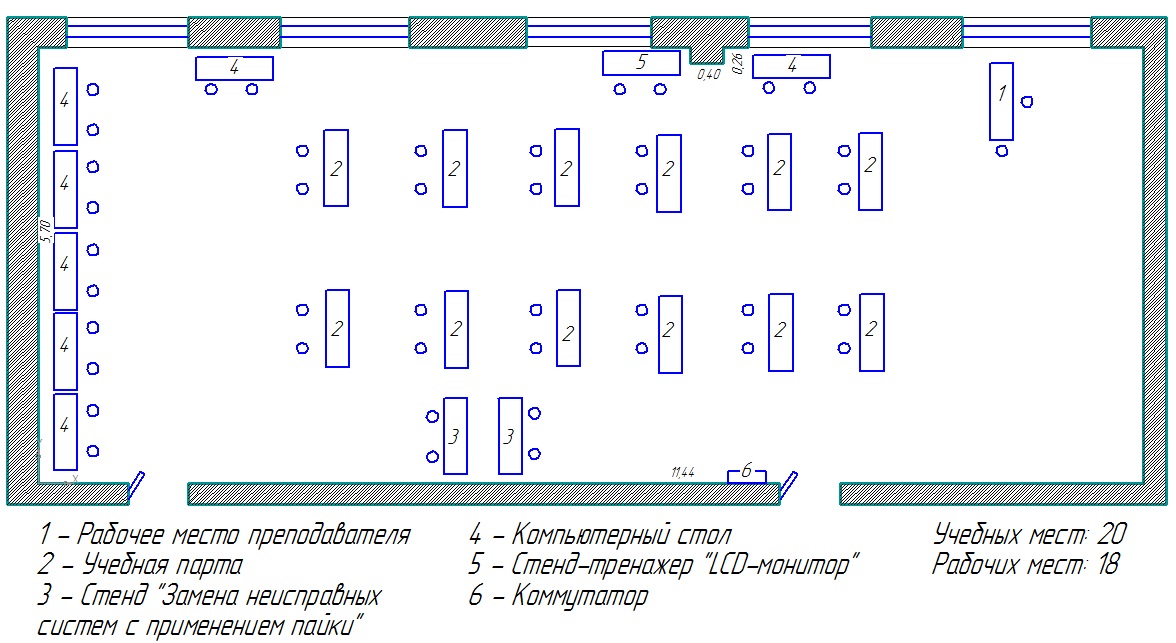 4
5
4
0,40
0,26
1
4
2
2
2
2
2
2
4
5,70
4
2
2
2
2
2
2
4
4
3
3
11,44
6
x
1 – Рабочее место преподавателя
2 – Учебная парта
3 – Стенд "Замена неисправных
систем с применением пайки"
4 – Компьютерный стол
5 – Стенд-тренажер "LCD-монитор"
6 – Коммутатор
Учебных мест: 20
Рабочих мест: 18